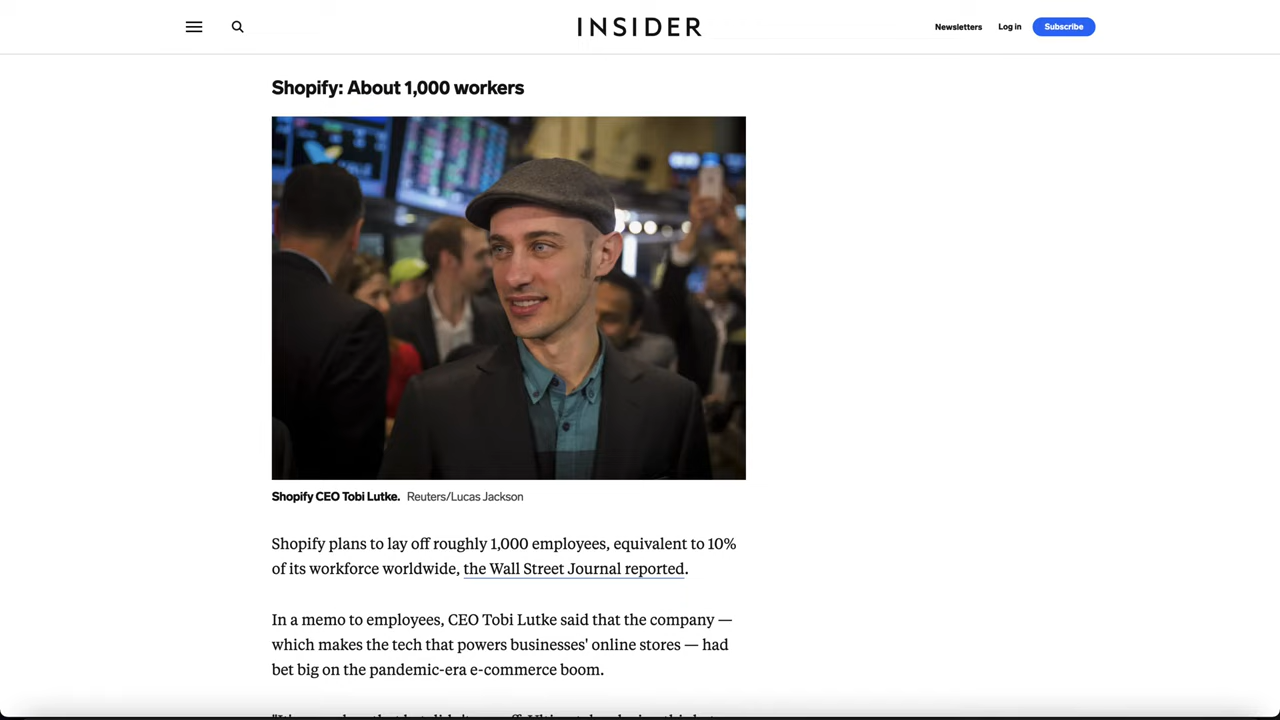 INSIDER
Newsletters
Log in
Subscribe
Shopify: About 1,000 workers
Shopify CEO Tobi Lutke. Reuters/Lucas Jackson
Shopify plans to lay off roughly 1,000 employees, equivalent to 10%
of its workforce worldwide, the Wall Street Journal reported.
In a memo to employees, CEO Tobi Lutke said that the company —
which makes the tech that powers businesses' online stores — had
bet big on the pandemic-era e-commerce boom.